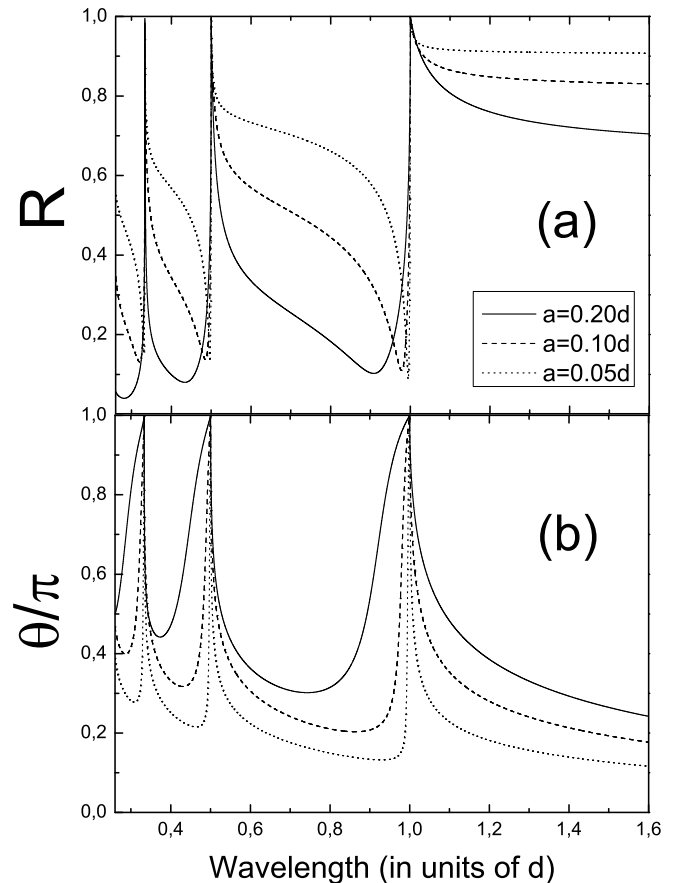 1,0
0,8
0,6
0,4
0,2
R
(a)
a=0.20d
a=0.10d
a=0.05d
1,0
0,8
0,6
0,4
0,2
0,0
θ/π
(b)
0,4 0,6 0,8 1,0 1,2 1,4 1,6
Wavelength (in units of d)